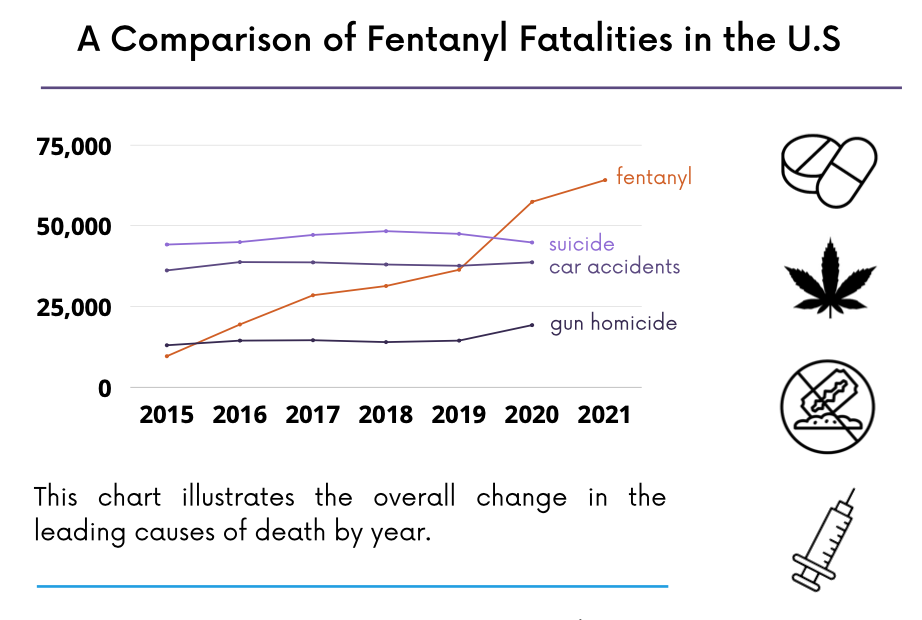 A Comparison of Fentanyl Fatalities in the U.S
75,000
fentanyl
50,000
suicide
car accidents
25,000
gun homicide
0
2015 2016 2017 2018 2019 2020 2021
This chart illustrates the overall change in the
leading causes of death by year.